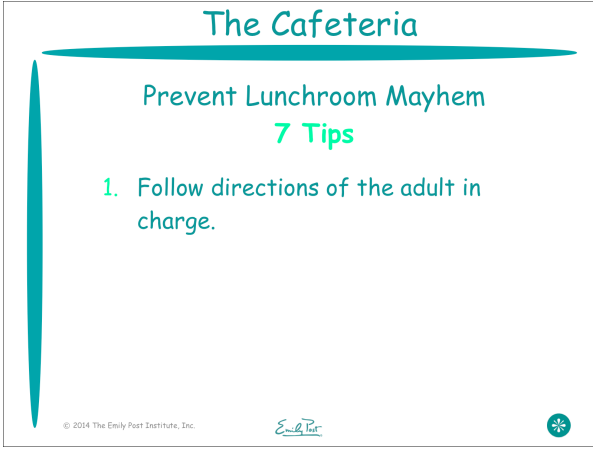 The Cafeteria
Prevent Lunchroom Mayhem
7 Tips
1. Follow directions of the adult in
charge.
© 2014 The Emily Post Institute, Inc.
Emily Post